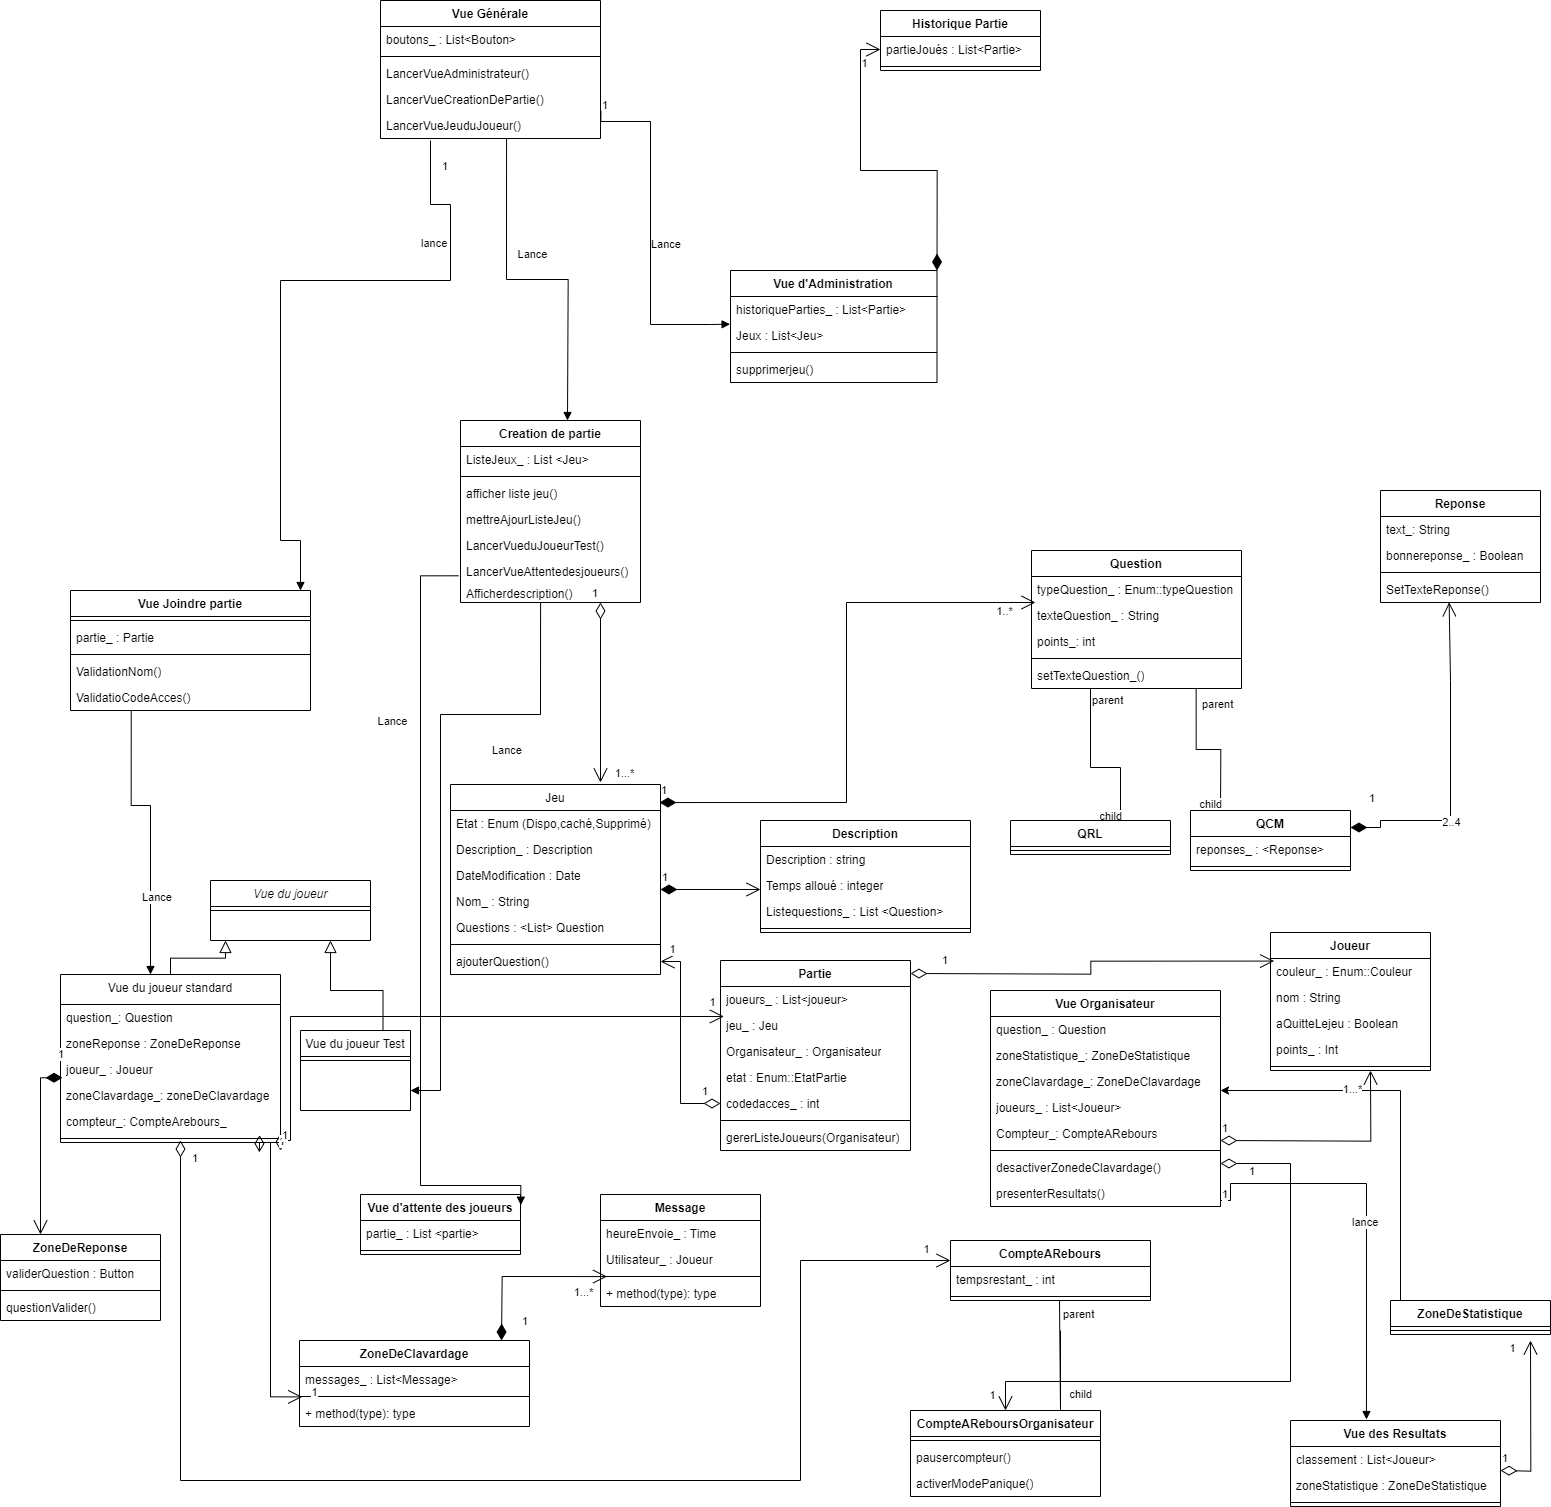 Vue Générale
boutons_ : List<Bouton>
LancerVueAdministrateur()
LancerVueCreationDePartie()
LancerVueJeuduJoueur()
1
1
lance
Lance
Lance
Historique Partie
partieJoués : List<Partie>
1
Vue d'Administration
historiqueParties_ : List<Partie>
Jeux : List<Jeu>
supprimerjeu()
Creation de partie
ListeJeux_ : List <Jeu>
afficher liste jeu()
mettreAjourListeJeu()
LancerVueduJoueurTest()
LancerVueAttentedesjoueurs()
Afficherdescription()
1
Reponse
text_: String
bonnereponse_ : Boolean
SetTexteReponse()
Question
typeQuestion_ : Enum::typeQuestion
texteQuestion_ : String
points_: int
setTexteQuestion_()
1..*
parent
parent
child
child
Vue Joindre partie
partie_ : Partie
ValidationNom()
ValidatioCodeAcces()
Lance
Lance
1...*
Jeu
Etat : Enum (Dispo,caché,Supprimé)
Description_ : Description
DateModification : Date
Nom_ : String
Questions : <List> Question
ajouterQuestion()
1
1
1
QRL
QCM
reponses_ : <Reponse>
1
2..4
Description
Description : string
Temps alloué : integer
Listequestions_ : List <Question>
Lance
Vue du joueur
Vue du joueur standard
question_: Question
zoneReponse : ZoneDeReponse
joueur_ : Joueur
zoneClavardage_: zoneDeClavardage
compteur_: CompteArebours_
1
1
1
Vue du joueur Test
Partie
joueurs_ : List<joueur>
jeu_ : Jeu
Organisateur_ : Organisateur
etat : Enum::EtatPartie
codedacces_ : int
gererListeJoueurs(Organisateur)
1
1
1
Vue Organisateur
question_ : Question
zoneStatistique_: ZoneDeStatistique
zoneClavardage_: ZoneDeClavardage
joueurs_ : List<Joueur>
Compteur_: CompteARebours
desactiverZonedeClavardage()
presenterResultats()
1
1
1
Joueur
couleur_ : Enum::Couleur
nom : String
aQuitteLejeu : Boolean
points_ : Int
1...*
lance
Vue d'attente des joueurs
partie_ : List <partie>
Message
heureEnvoie_ : Time
Utilisateur_ : Joueur
+ method(type): type
1...*
1
ZoneDeReponse
validerQuestion : Button
questionValider()
ZoneDeClavardage
messages_ : List<Message>
1
+ method(type): type
1
CompteARebours
tempsrestant_ : int
parent
child
1
CompteAReboursOrganisateur
pausercompteur()
activerModePanique()
ZoneDeStatistique
1
Vue des Resultats
classement : List<Joueur>
zoneStatistique : ZoneDeStatistique
1